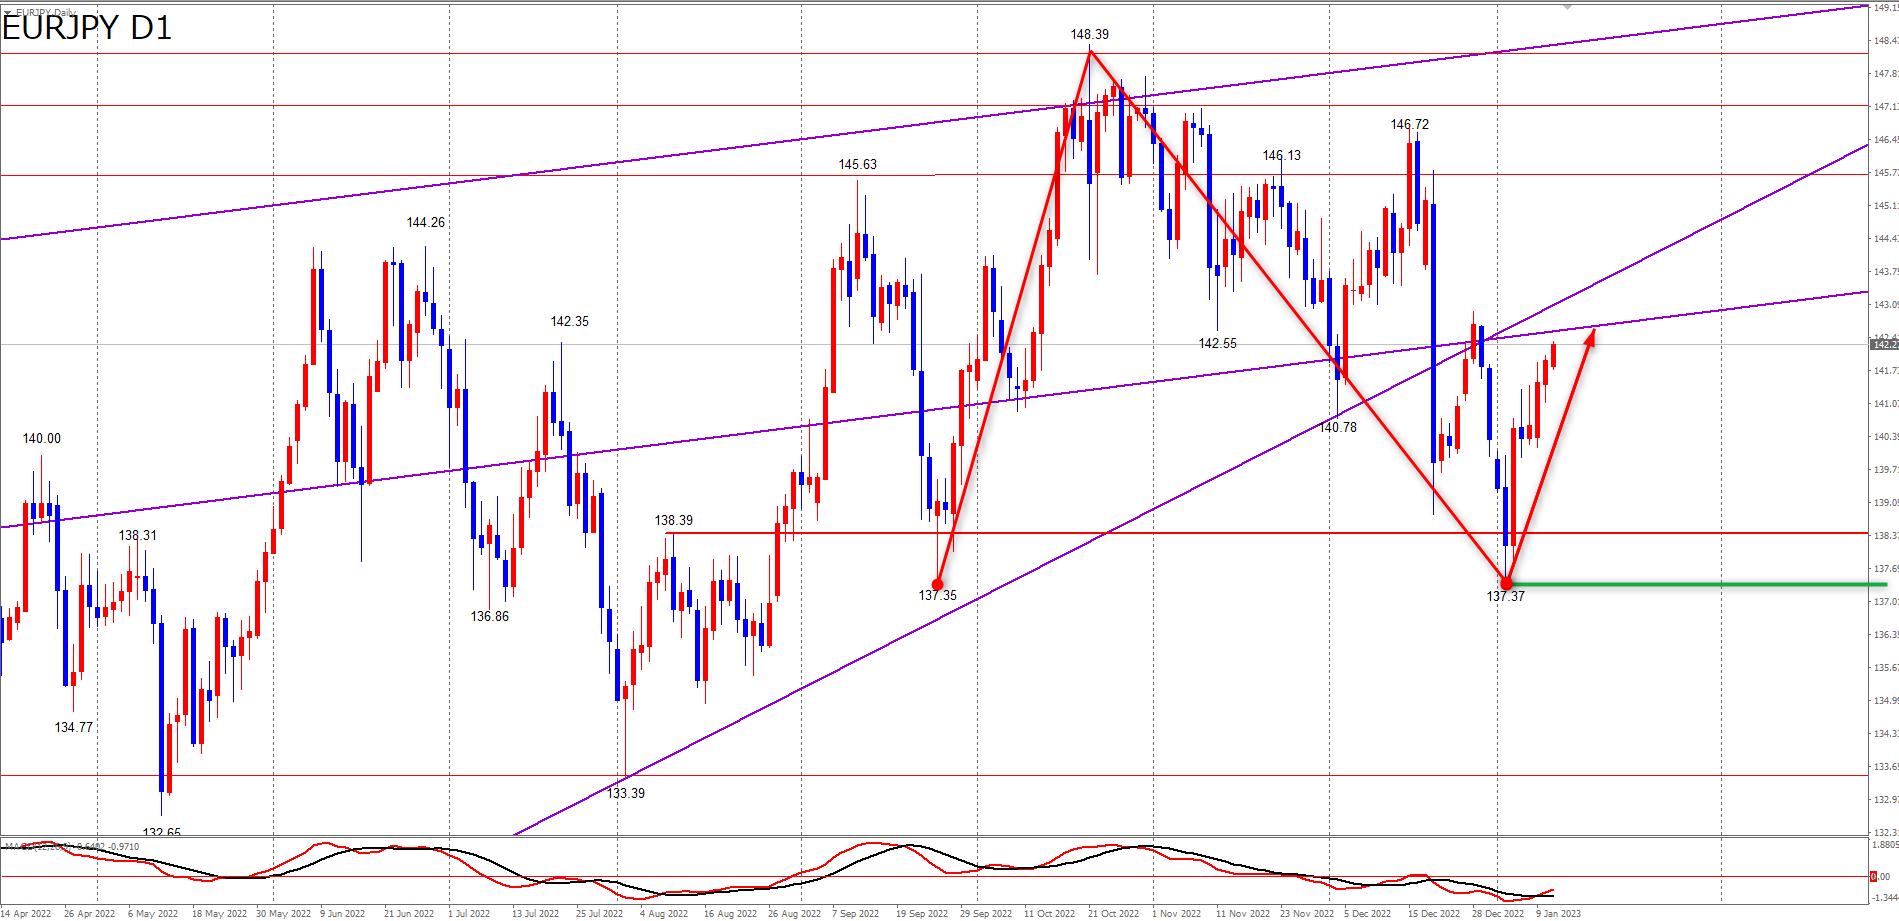 EURJPY,Daily
EURJPY D1
148.39
146.72
145.63
146.13
144.26
142.35
142.55
140.00
140.78
138.31
138.39
137.35
137.37
136.86
134.77
133.39
132.65
149.15
148.47
147.81
147.13
146.45
145.77
145.11
144.43
143.75
143.09
142.43
142.22
141.73
141.07
140.39
139.71
139.05
138.37
137.69
137.01
136.35
135.67
134.99
134.33
133.65
132.97
132.31
-0.9710
1.8805
0.00
-1.344
14 Apr 2022
26 Apr 2022
6 May 2022
18 May 2022
30 May 2022
9 Jun 2022
21 Jun 2022
1 Jul 2022
13 Jul 2022
25 Jul 2022
4 Aug 2022
16 Aug 2022
26 Aug 2022
7 Sep 2022
19 Sep 2022
29 Sep 2022
11 Oct 2022
21 Oct 2022
1 Nov 2022
11 Nov 2022
23 Nov 2022
5 Dec 2022
15 Dec 2022
28 Dec 2022
9 Jan 2023